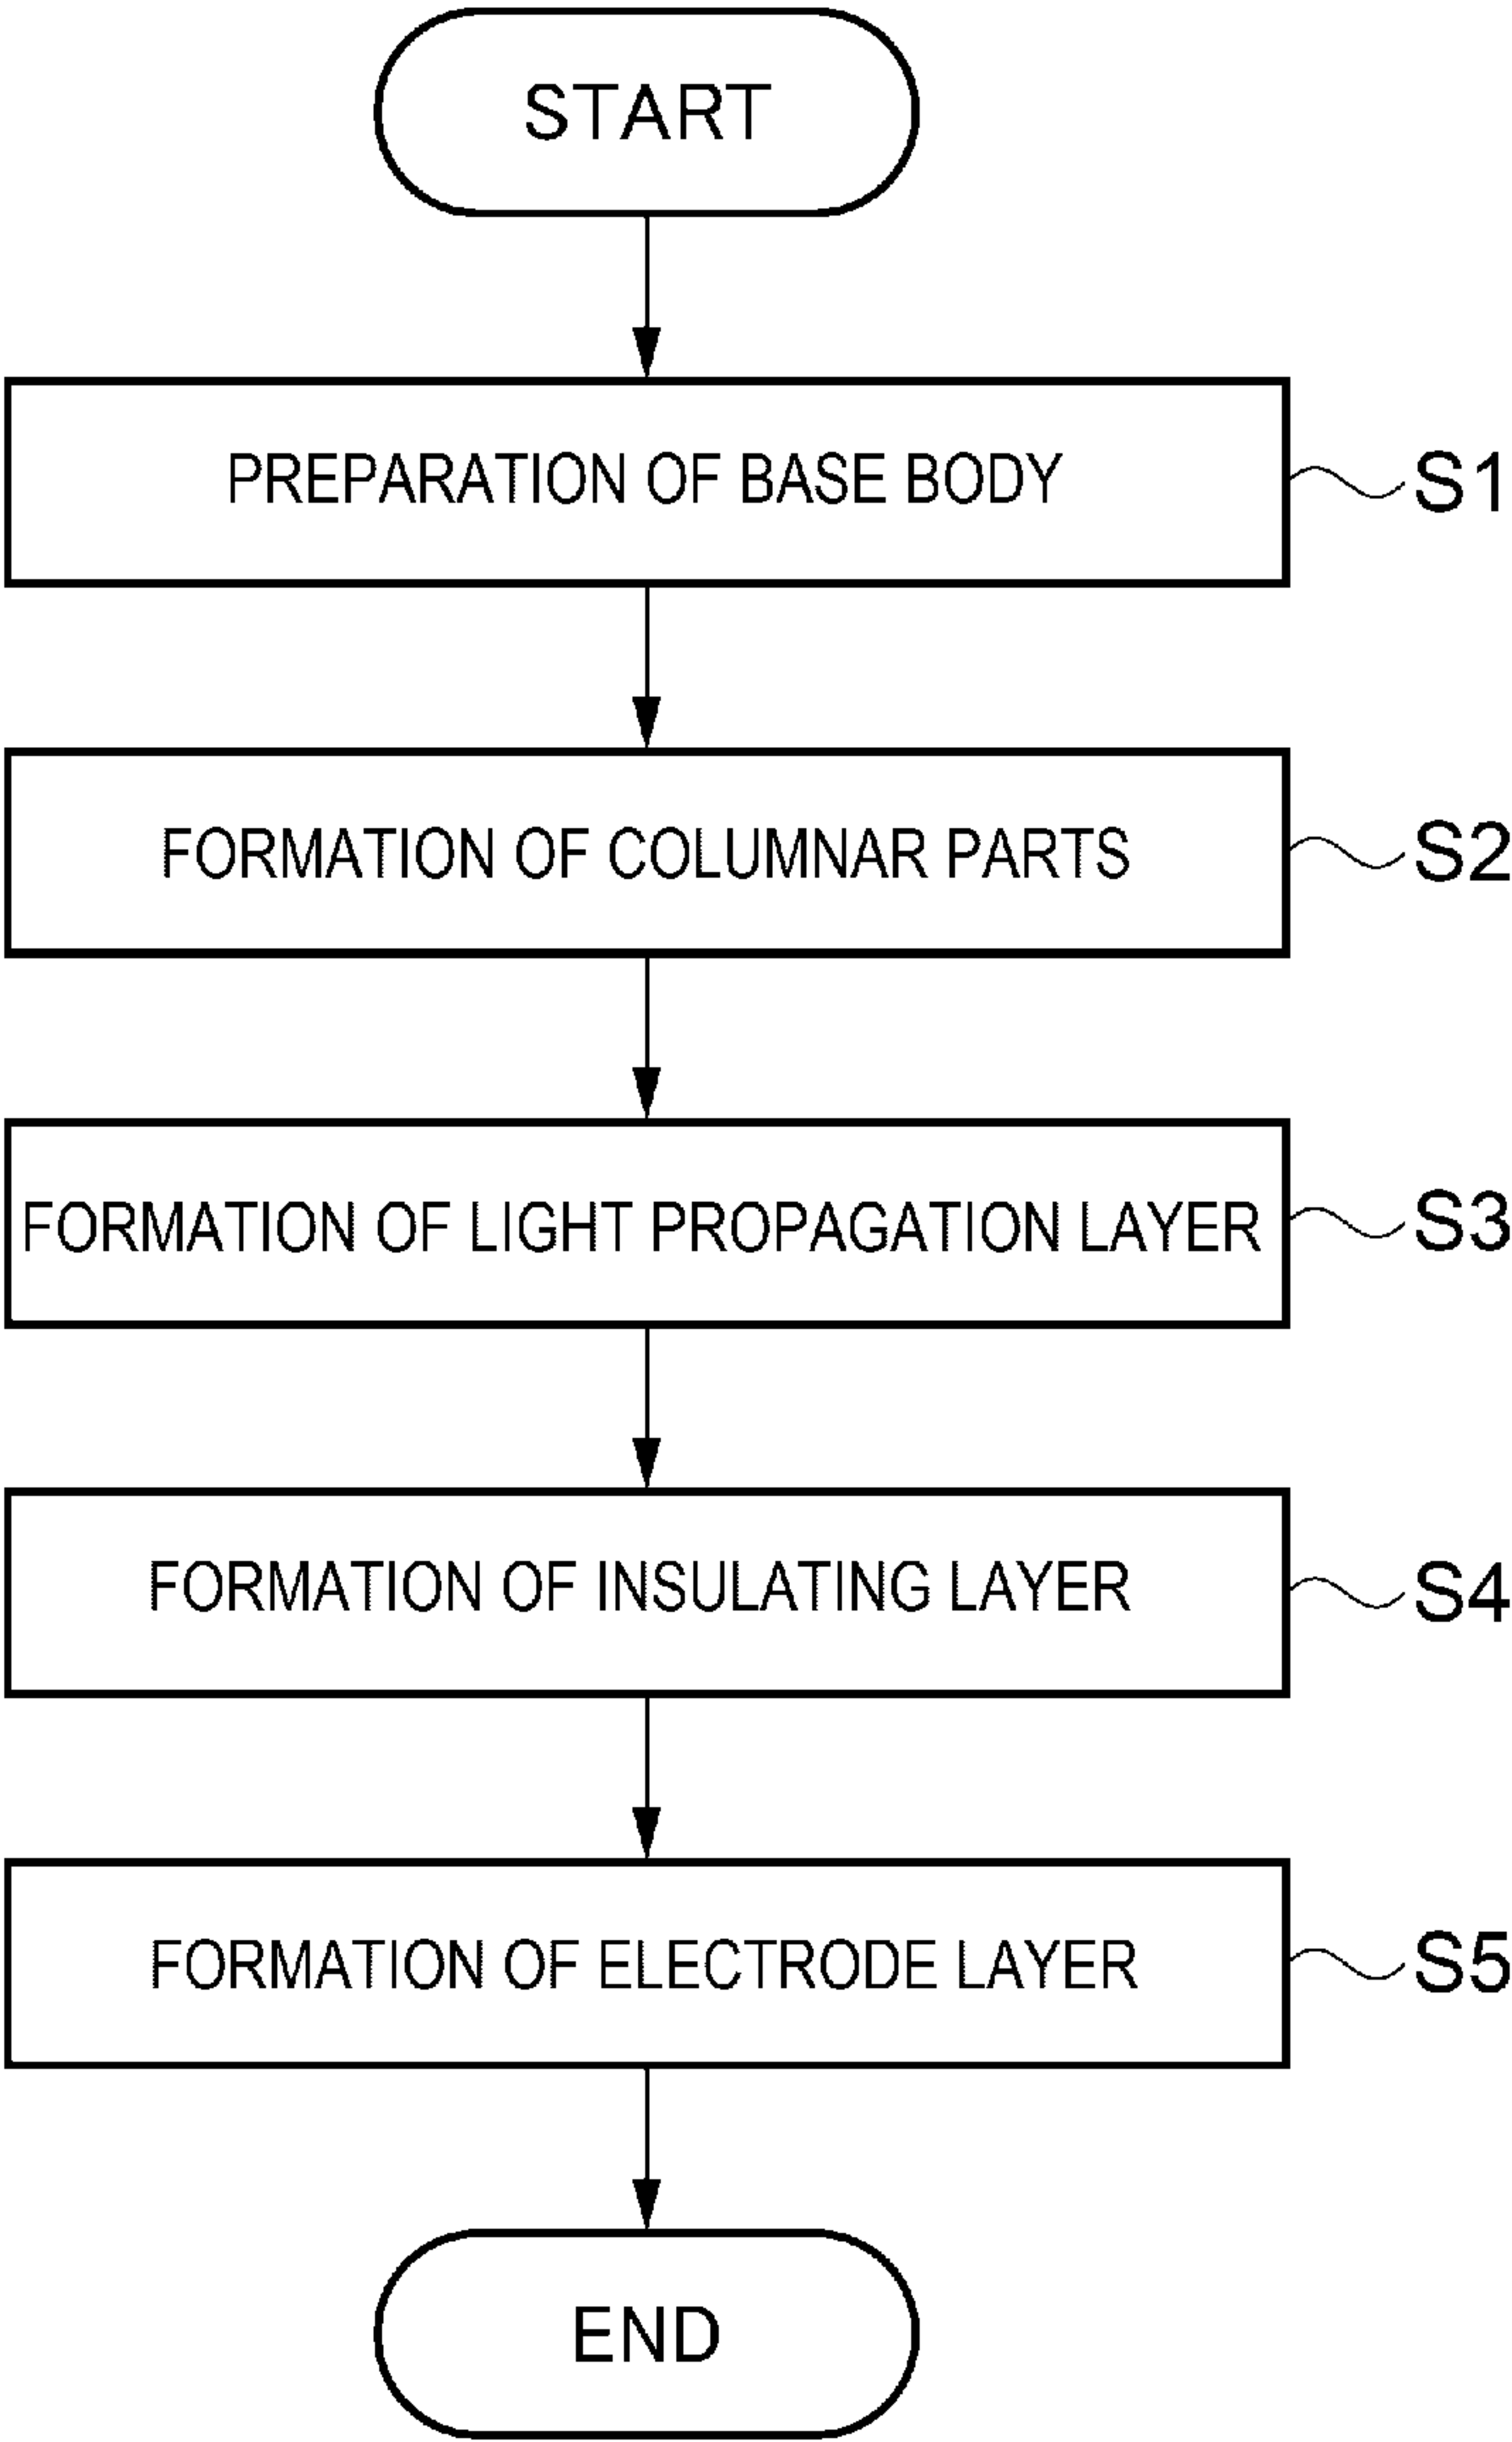 START
PREPARATION OF BASE BODY S1
FORMATION OF COLUMNAR PARTS S2
FORMATION OF LIGHT PROPAGATION LAYER S3
FORMATION OF INSULATING LAYER S4
FORMATION OF ELECTRODE LAYER S5
END